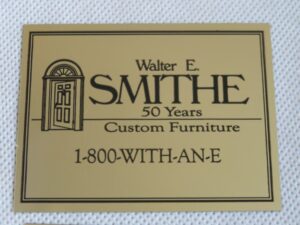 Walter E.
SMITHE
50 Years
Custom Furniture
1-800-WITH-AN-E